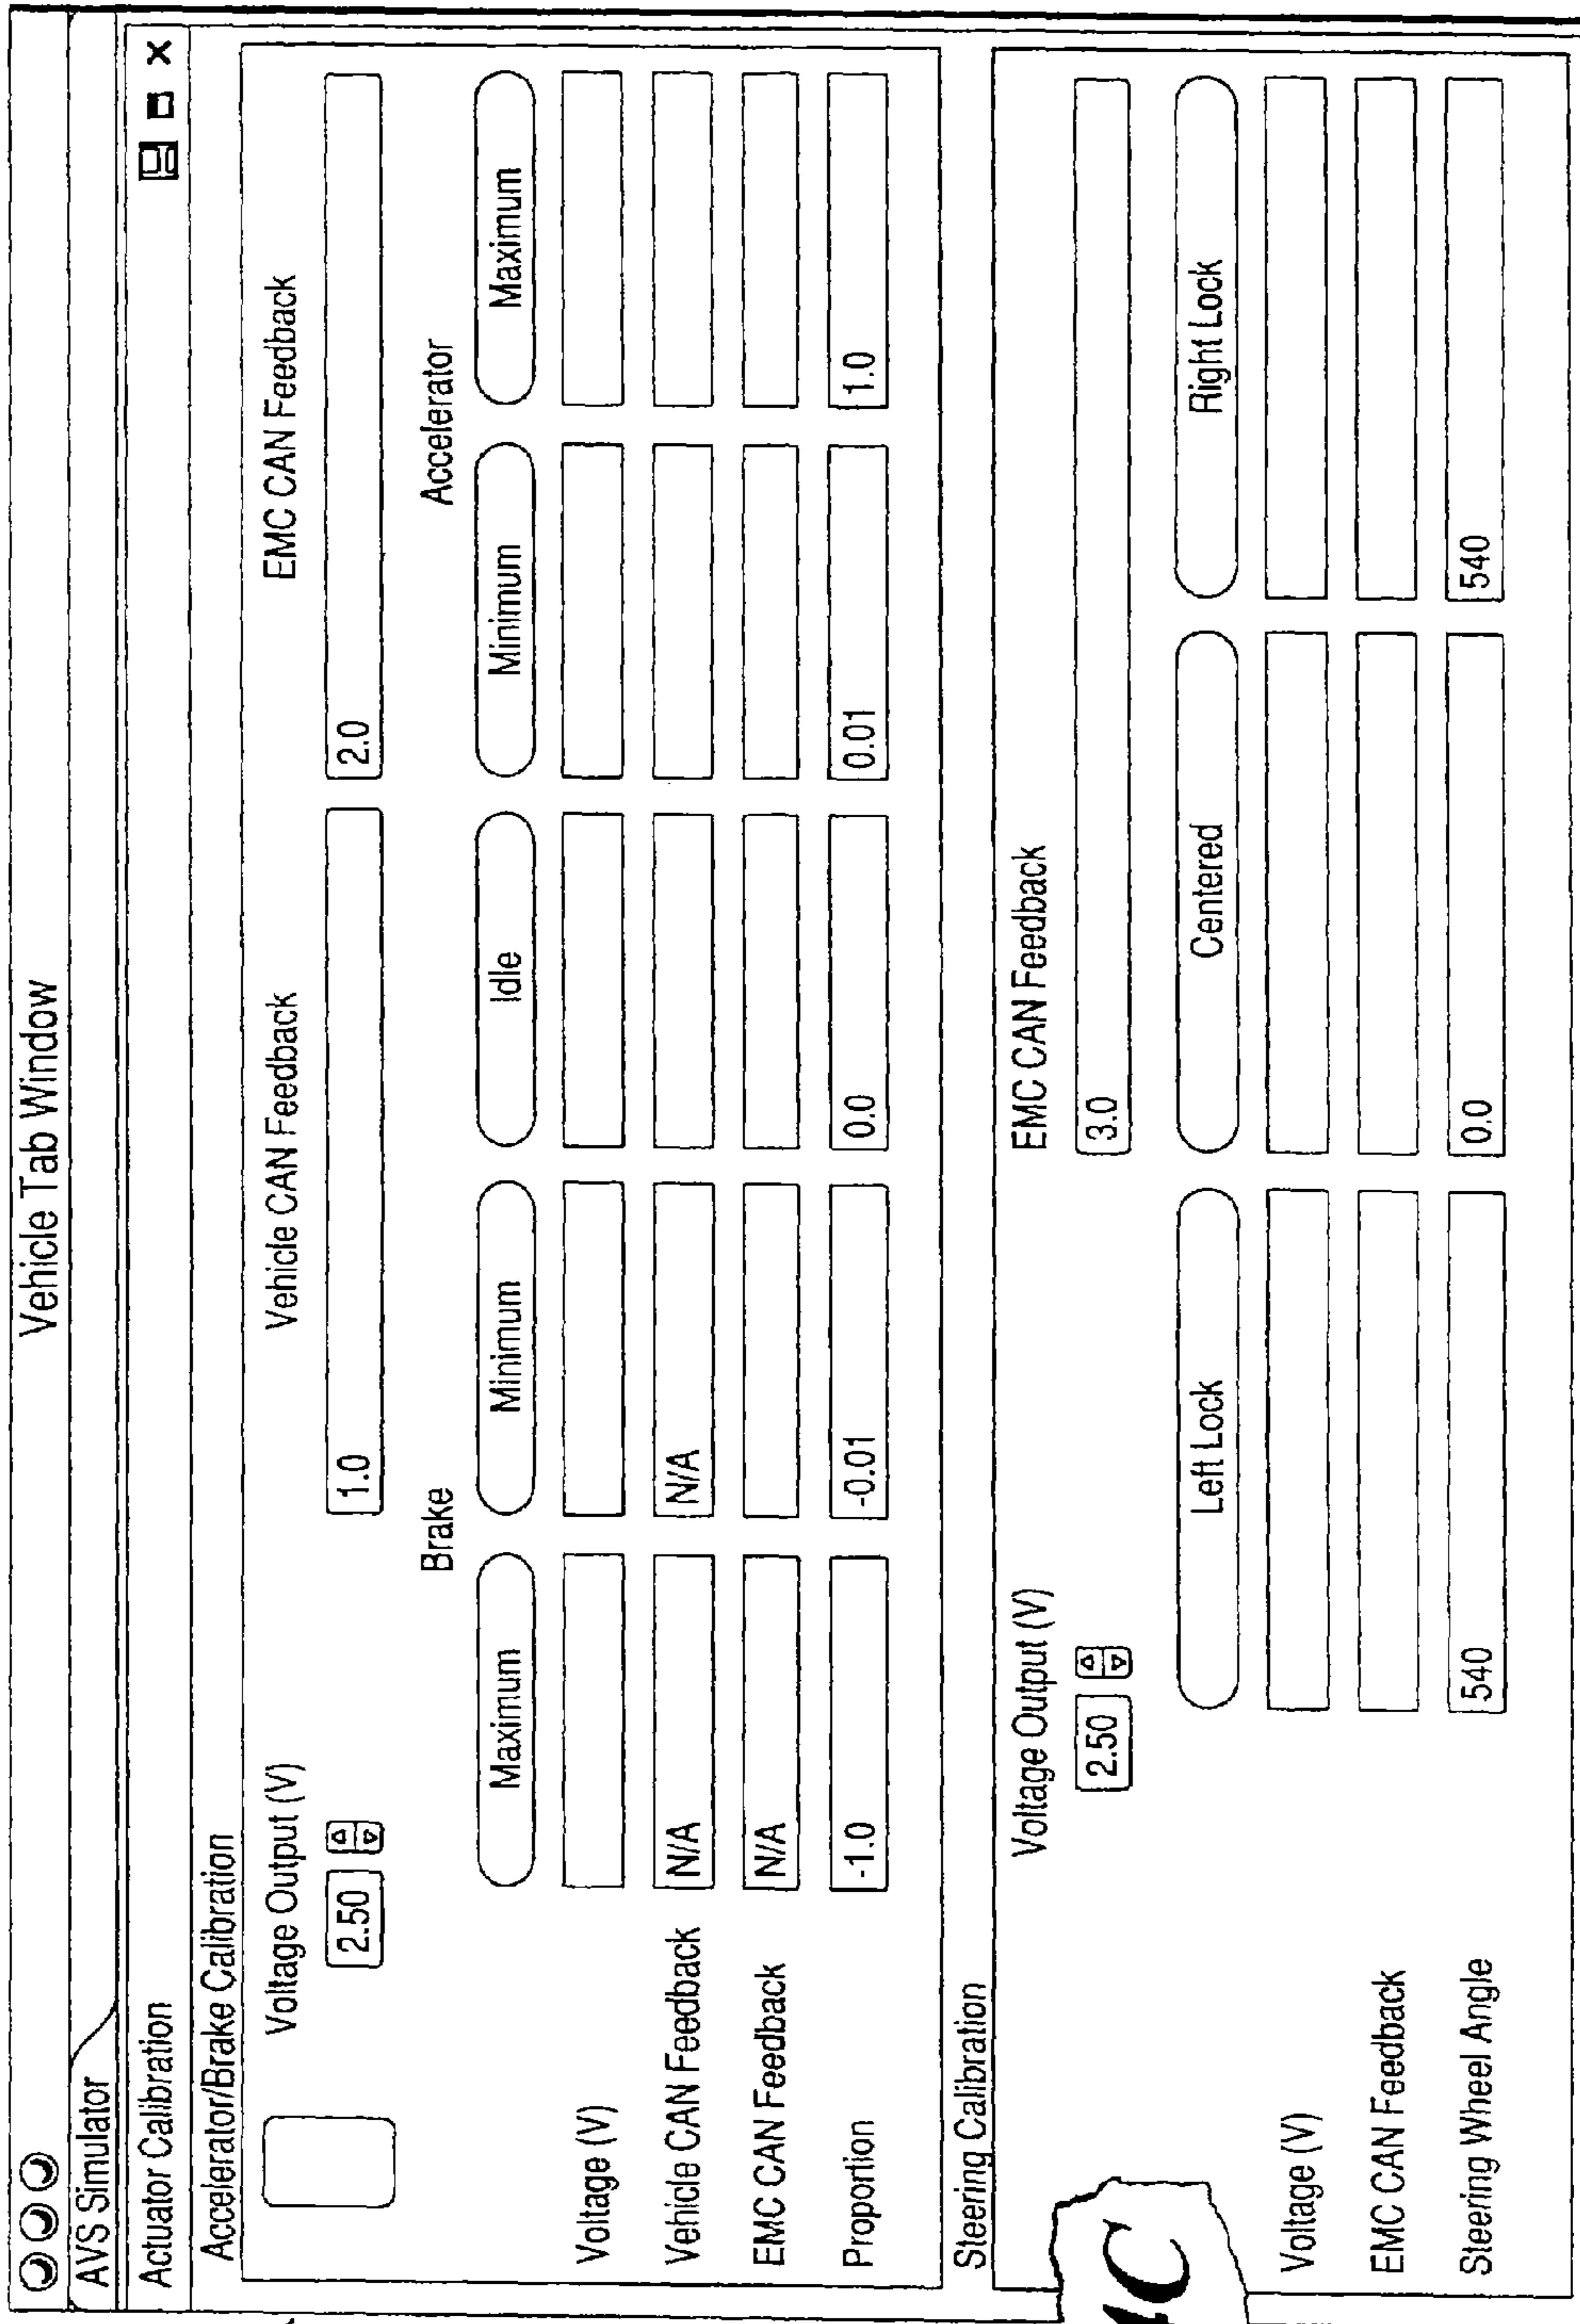 Vehicle Tab Window
AVS Simulator
Actuator Calibration
Accelerator/Brake Calibration
Voltage Output (V) Vehicle CAN Feedback EMC CAN Feedback
2.50 1.0 2.0
Brake Accelerator
Maximum Minimum Idle Minimum Maximum
Voltage (V)
Vehicle CAN Feedback N/A N/A
EMC CAN Feedback N/A
Proportion -1.0 -0.01 0.0 0.01 1.0
Steering Calibration
Voltage Output (V) EMC CAN Feedback
2.50 3.0
Left Lock Centered Right Lock
Voltage (V)
EMC CAN Feedback
Steering Wheel Angle 540 0.0 540